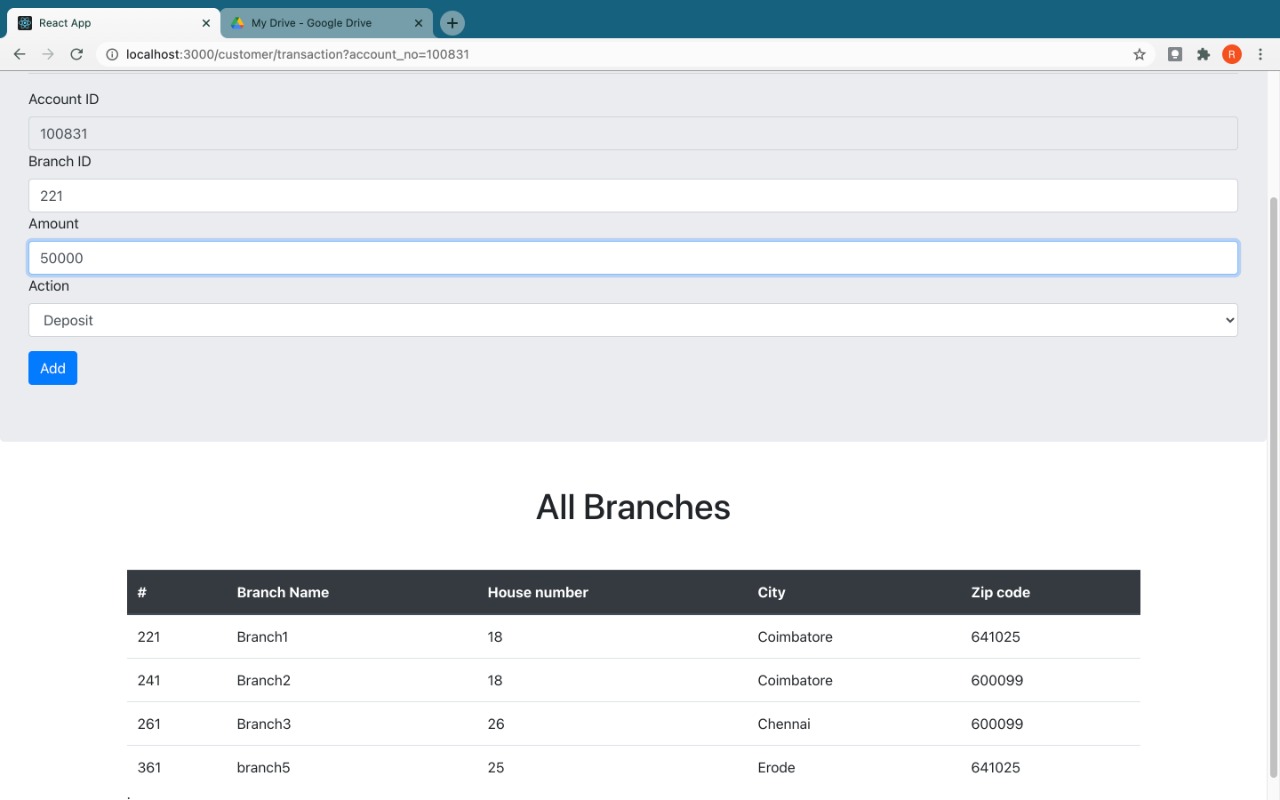 React App
My Drive - Google Drive
localhost:3000/customer/transaction?account_no=100831
R
Account ID
100831
Branch ID
221
Amount
50000
Action
Deposit
Add
All Branches
# Branch Name House number City Zip code
221 Branch1 18 Coimbatore 641025
241 Branch2 18 Coimbatore 600099
261 Branch3 26 Chennai 600099
361 branch5 25 Erode 641025